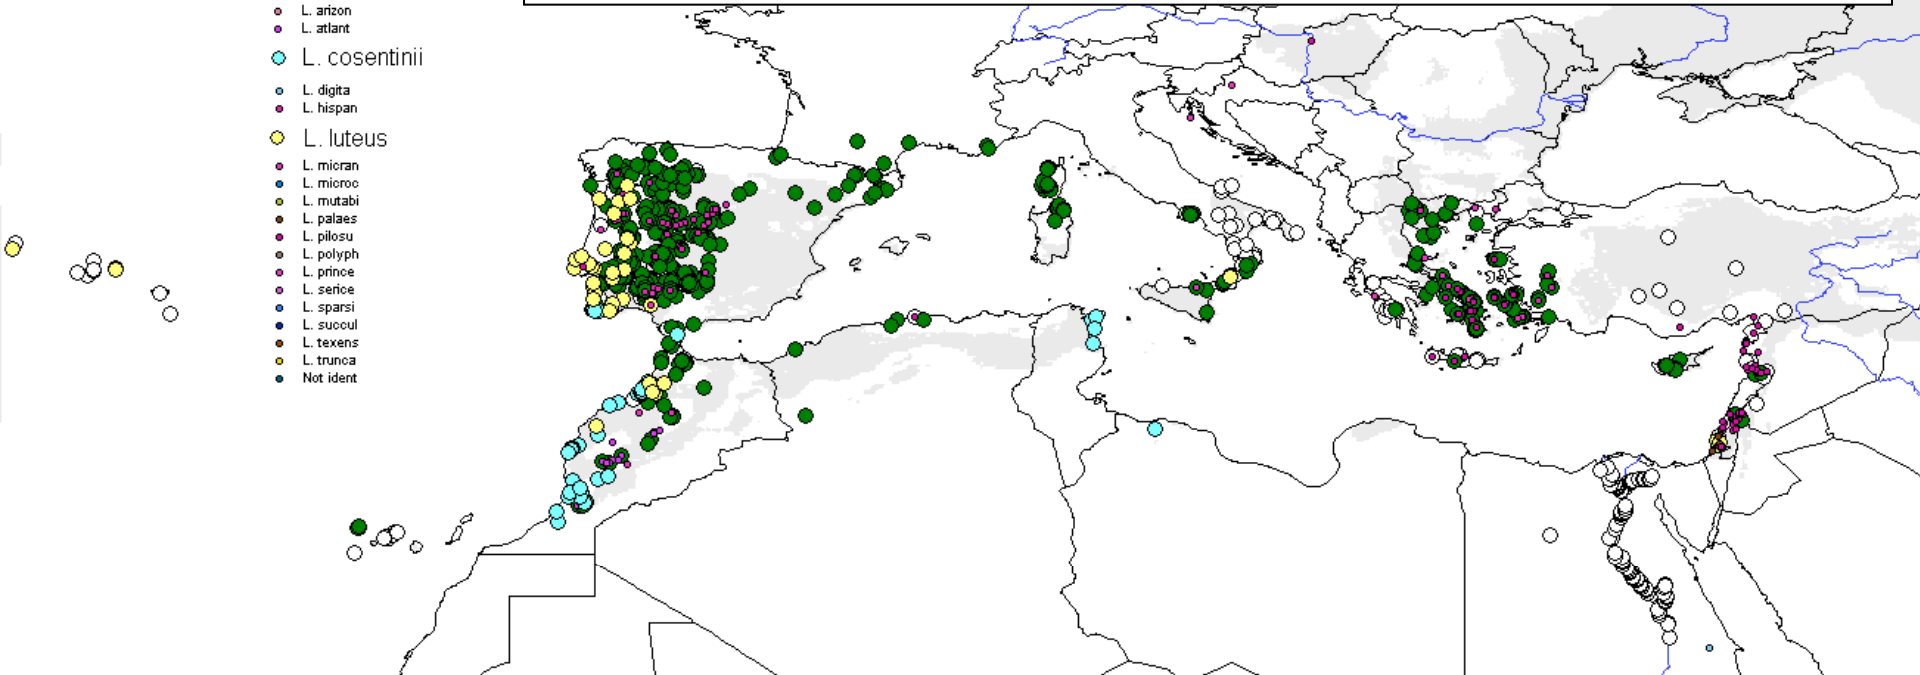 L. arizon
L. atlant
L. cosentinii
L. digita
L. hispan
L. luteus
L. micran
L. microc
L. mutabi
L. palaes
L. pilosu
L. polyph
L. prince
L. serice
L. sparsi
L. succul
L. texens
L. trunca
Not ident